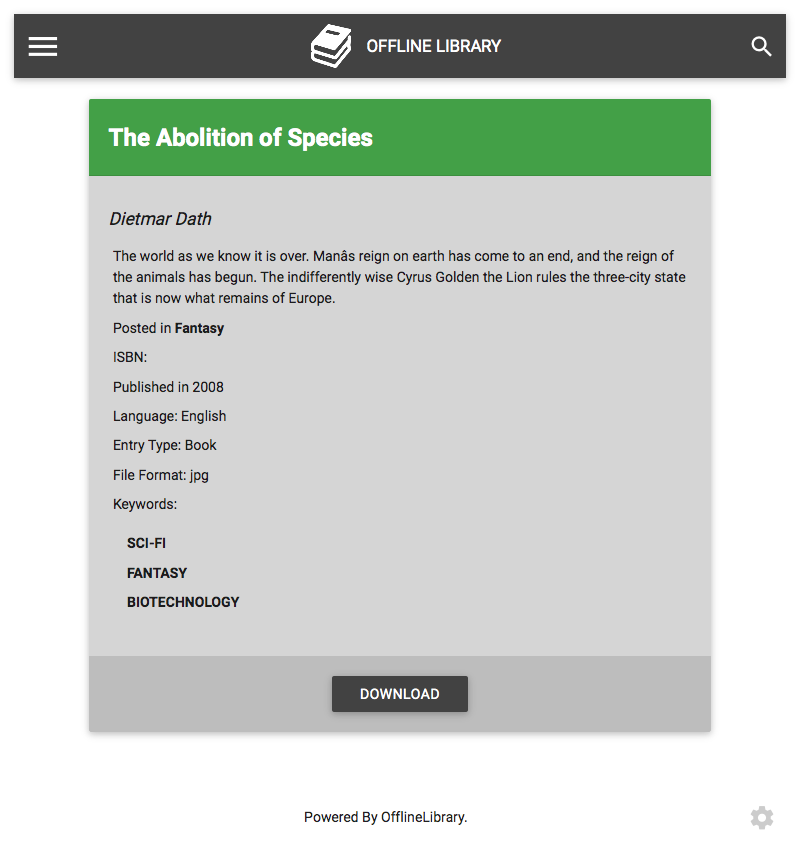 OFFLINE LIBRARY
The Abolition of Species
Dietmar Dath
The world as we know it is over. Manâs reign on earth has come to an end, and the reign of
the animals has begun. The indifferently wise Cyrus Golden the Lion rules the three-city state
that is now what remains of Europe.
Posted in Fantasy
ISBN:
Published in 2008
Language: English
Entry Type: Book
File Format: jpg
Keywords:
SCI-FI
FANTASY
BIOTECHNOLOGY
DOWNLOAD
Powered By OfflineLibrary.